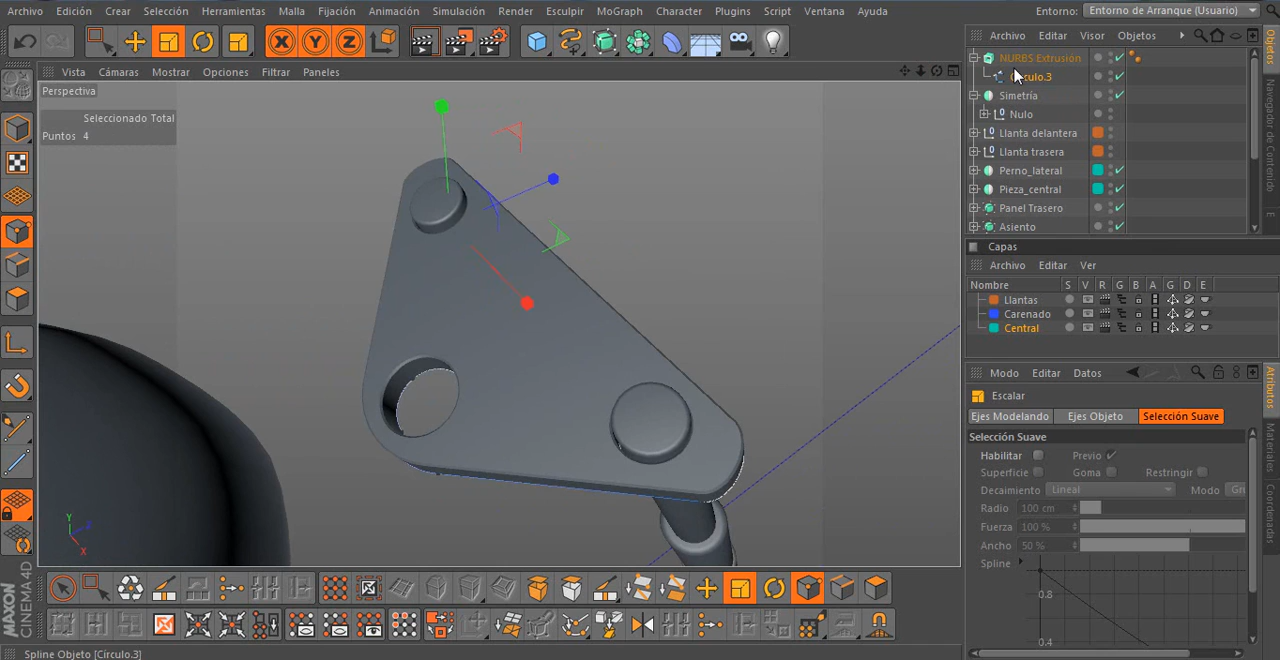 Archivo Edición Crear Selección Herramientas Malla Fijación Animación Simulación Render Esculpir MoGraph Character Plugins Script Ventana Ayuda Entorno: Entorno de Arranque (Usuario)
X Y Z
Archivo Editar Visor Objetos
Vista Cámaras Mostrar Opciones Filtrar Paneles
Perspectiva
Seleccionado Total
Puntos 4
NURBS Extrusión
Círculo.3
Simetría
Nulo
Llanta delantera
Llanta trasera
Perno_lateral
Pieza_central
Panel Trasero
Asiento
Objetos
Navegador de Contenido
E
Capas
Archivo Editar Ver
Nombre S V R G B A G D E
Llantas
Carenado
Central
Modo Editar Datos
Escalar
Ejes Modelando Ejes Objeto Selección Suave
Selección Suave
Habilitar Previo
Superficie Goma Restringir
Decaimiento Lineal Modo Gn
Radio 100 cm
Fuerza 100 %
Ancho 50 %
Spline
0.8
0.4
Atributos
Materiales
Coordenadas
Y
X
MAXON
CINEMA 4D
Spline Objeto [Círculo.3]